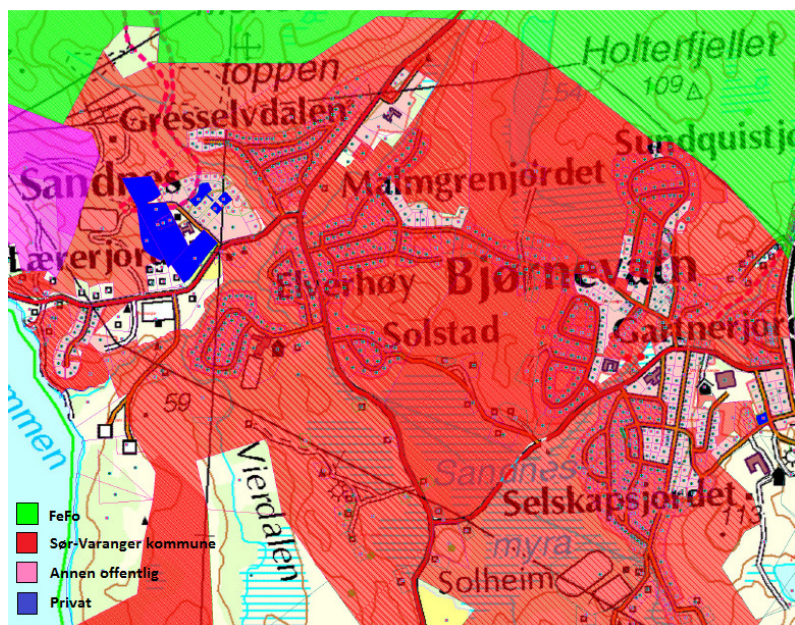 toppen
Holterfjellet
109
54
Gresselvdalen
Sundquistj
Sandnes
Malmgrenjordet
Lærerjor
Elverhøy
Bjørnevatn
Solstad
Gartnerjor
mmen
59
Vierdalen
Sandnes
myra
Selskapsjordet
113
Solheim
FeFo
Sør-Varanger kommune
Annen offentlig
Privat